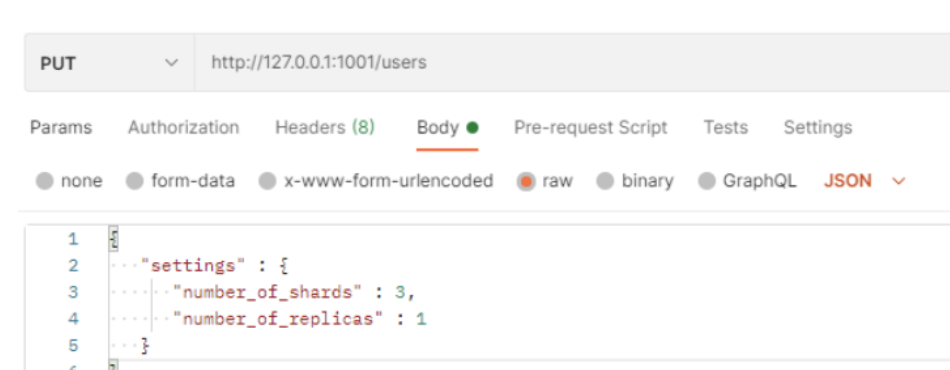 PUT http://127.0.0.1:1001/users
Params Authorization Headers (8) Body Pre-request Script Tests Settings
none form-data x-www-form-urlencoded raw binary GraphQL JSON
1 {
2 "settings" : {
3 "number_of_shards" : 3,
4 "number_of_replicas" : 1
5 }